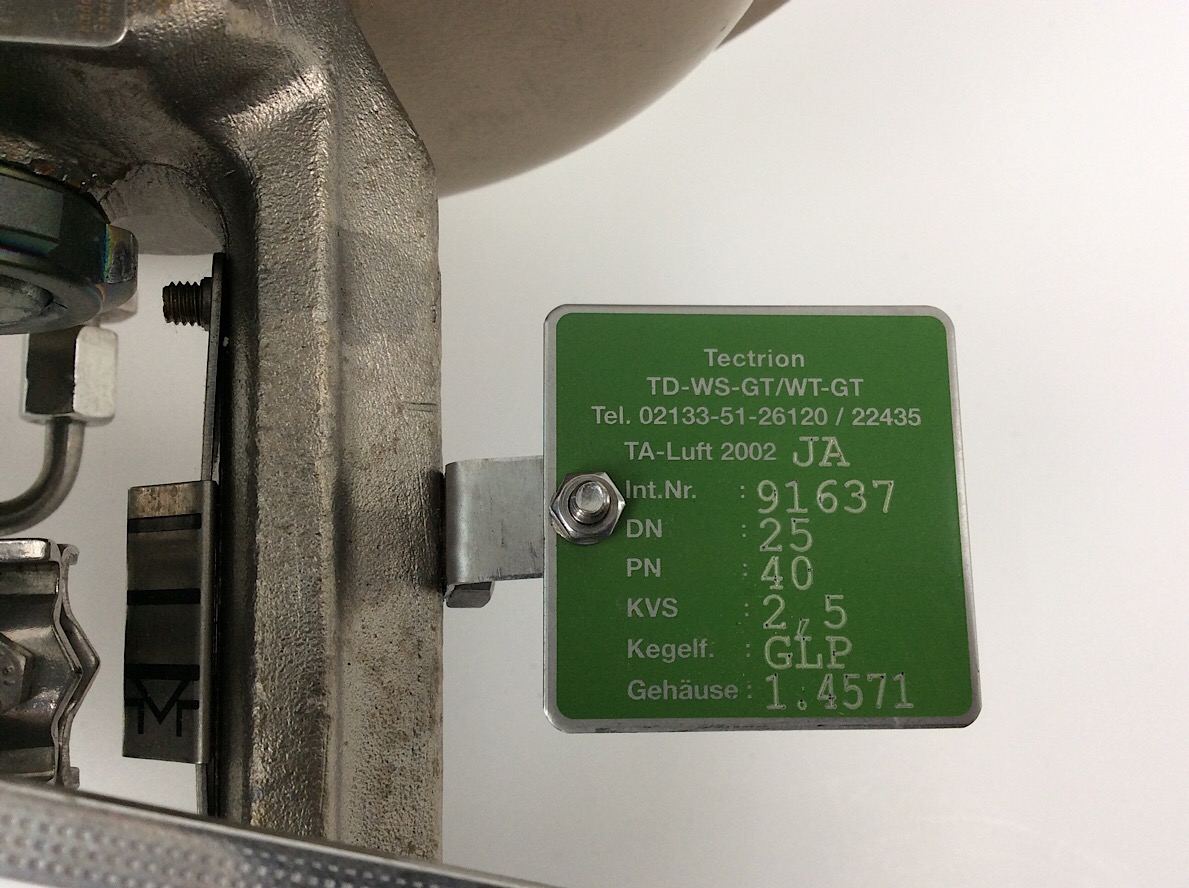 Tectrion
TD-WS-GT/WT-GT
Tel. 02133-51-26120 / 22435
TA-Luft 2002 JA
Int.Nr. : 91637
DN : 25
PN : 40
KVS : 2,5
Kegelf. : GLP
Gehäuse : 1.4571